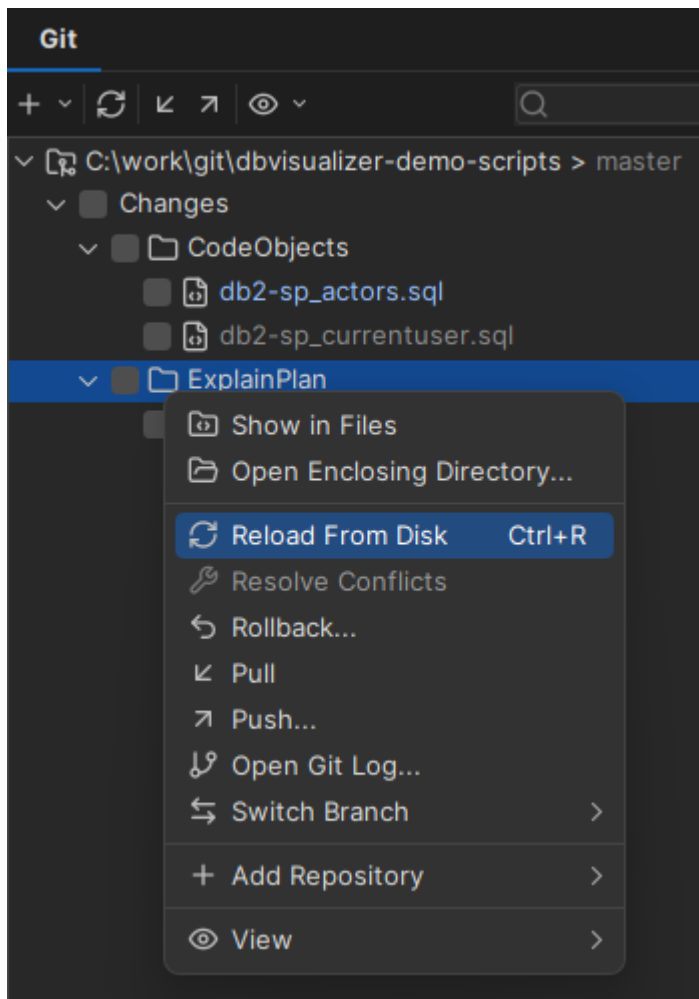 Git
C:\work\git\dbvisualizer-demo-scripts > master
Changes
CodeObjects
db2-sp_actors.sql
db2-sp_currentuser.sql
ExplainPlan
Show in Files
Open Enclosing Directory...
Reload From Disk Ctrl+R
Resolve Conflicts
Rollback...
Pull
Push...
Open Git Log...
Switch Branch
Add Repository
View